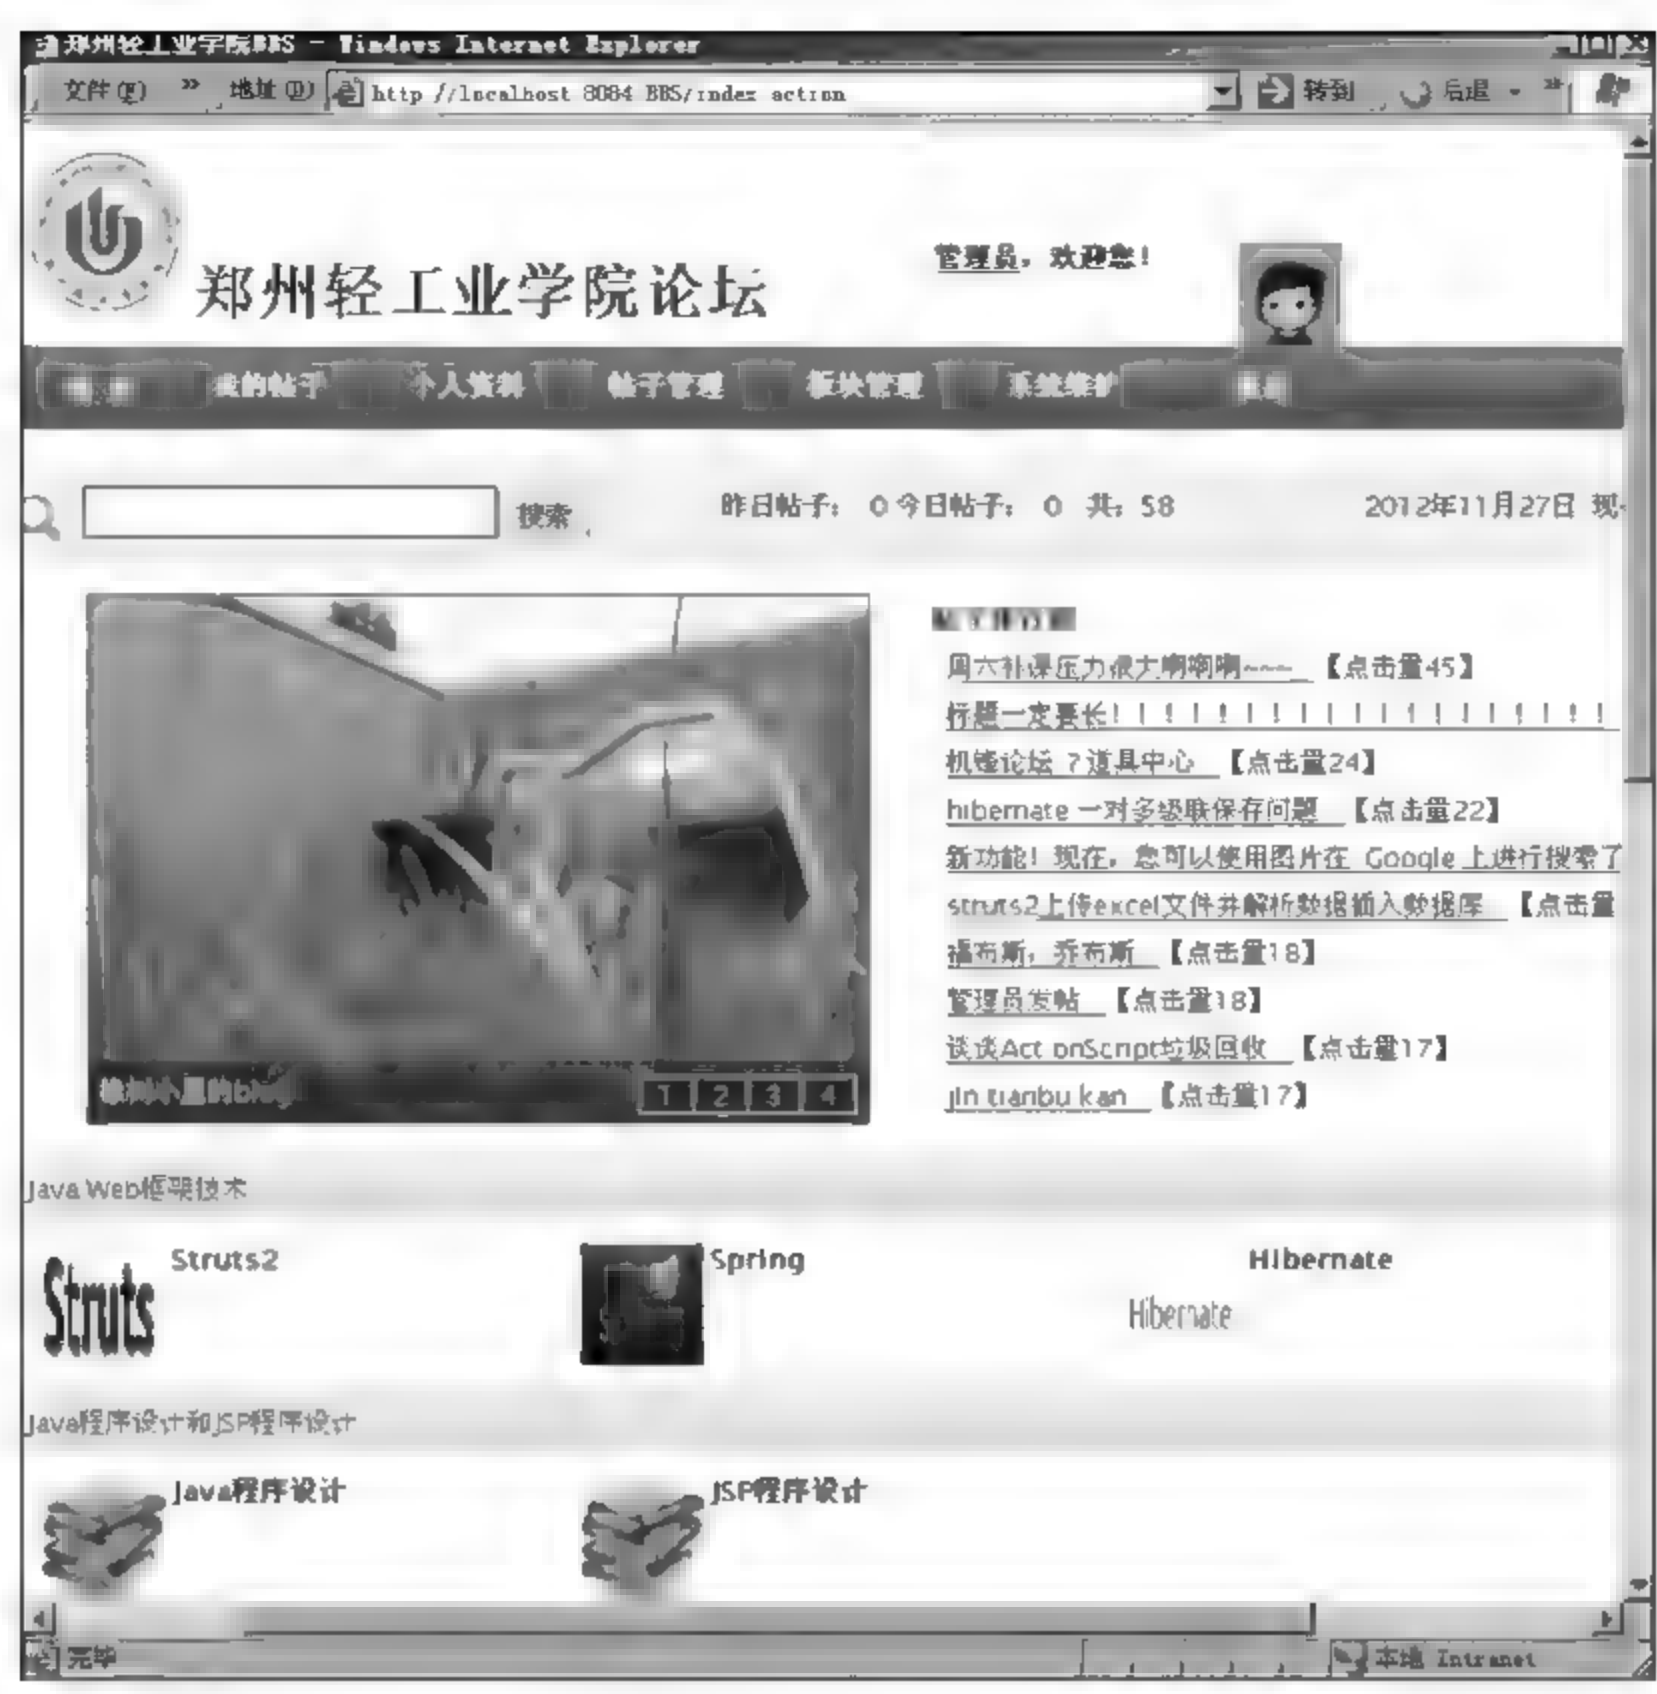 郑州轻工业学院BBS - Windows Internet Explorer
文件(F) » 地址(D) http //localhost 8084 BBS/index action 转到 后退 »
郑州轻工业学院论坛
管理员，欢迎您！
我的帖子 个人资料 帖子管理 板块管理 系统维护
搜索 昨日帖子： 0 今日帖子： 0 共：58 2012年11月27日 现
周六补课压力很大啊啊啊~~~ 【点击量45】
标题一定要长！！！！！！！！！！！！！！！！！！！
机锋论坛 ? 道具中心 【点击量24】
hibernate 一对多级联保存问题 【点击量22】
新功能！现在，您可以使用图片在 Google 上进行搜索了
struts2上传excel文件并解析数据插入数据库 【点击量
福布斯，乔布斯 【点击量18】
管理员发帖 【点击量18】
谈谈Act onScript垃圾回收 【点击量17】
jin tianbu kan 【点击量17】
1 2 3 4
Java Web框架技术
Struts2 Spring Hibernate
Struts Hibernate
Java程序设计和JSP程序设计
Java程序设计 JSP程序设计
完毕 本地 Intranet